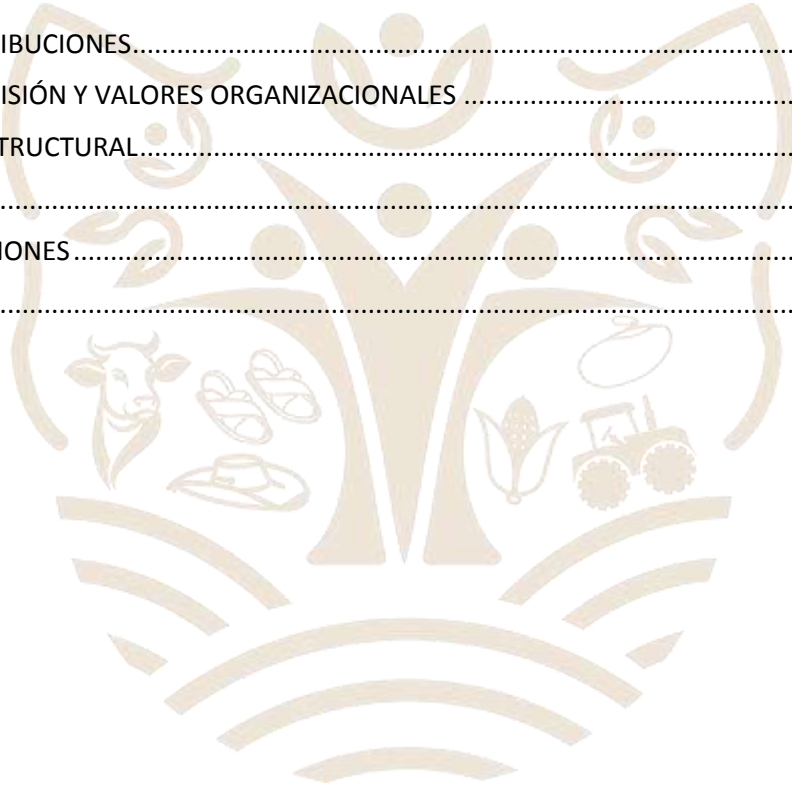 IBUCIONES..........................................................................................................
ISIÓN Y VALORES ORGANIZACIONALES ......................................................
TRUCTURAL.........................................................................................................
...............................................................................................................................
IONES....................................................................................................................
...............................................................................................................................